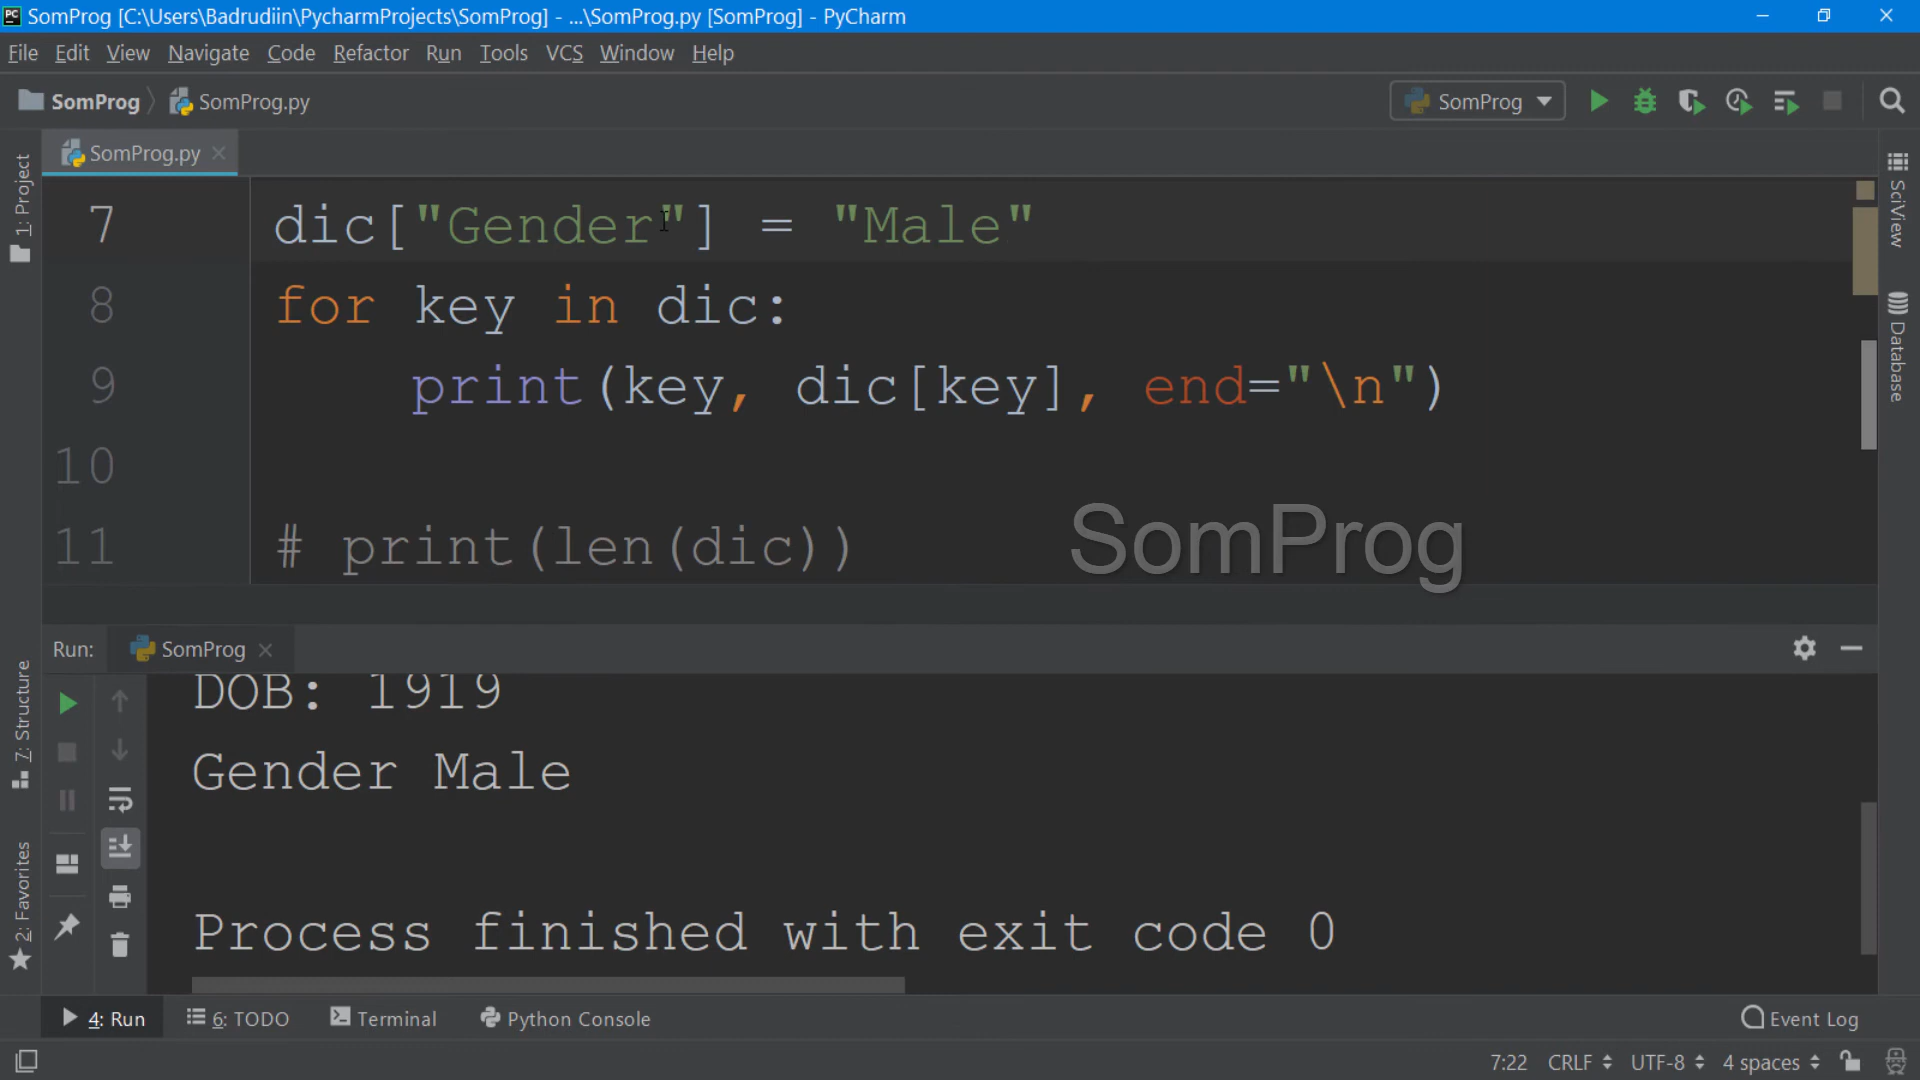 SomProg [C:\Users\Badrudiin\PycharmProjects\SomProg] - ...\SomProg.py [SomProg] - PyCharm
File Edit View Navigate Code Refactor Run Tools VCS Window Help
SomProg SomProg.py SomProg
SomProg.py
1: Project
7 dic["Gender"] = "Male"
8 for key in dic:
9 print(key, dic[key], end="\n")
10
11 # print(len(dic))
SomProg
SciView
Database
Run: SomProg
7: Structure
2: Favorites
DOB: 1919
Gender Male
Process finished with exit code 0
4: Run 6: TODO Terminal Python Console Event Log
7:22 CRLF UTF-8 4 spaces